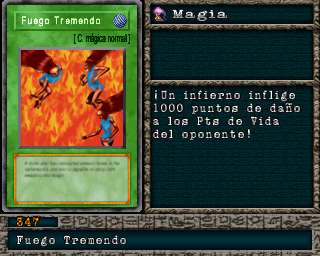 Fuego Tremendo
[ C. mágica normal ]
Magia
¡Un infierno inflige
1000 puntos de daño
a los Pts de Vida
del oponente!
347
Fuego Tremendo